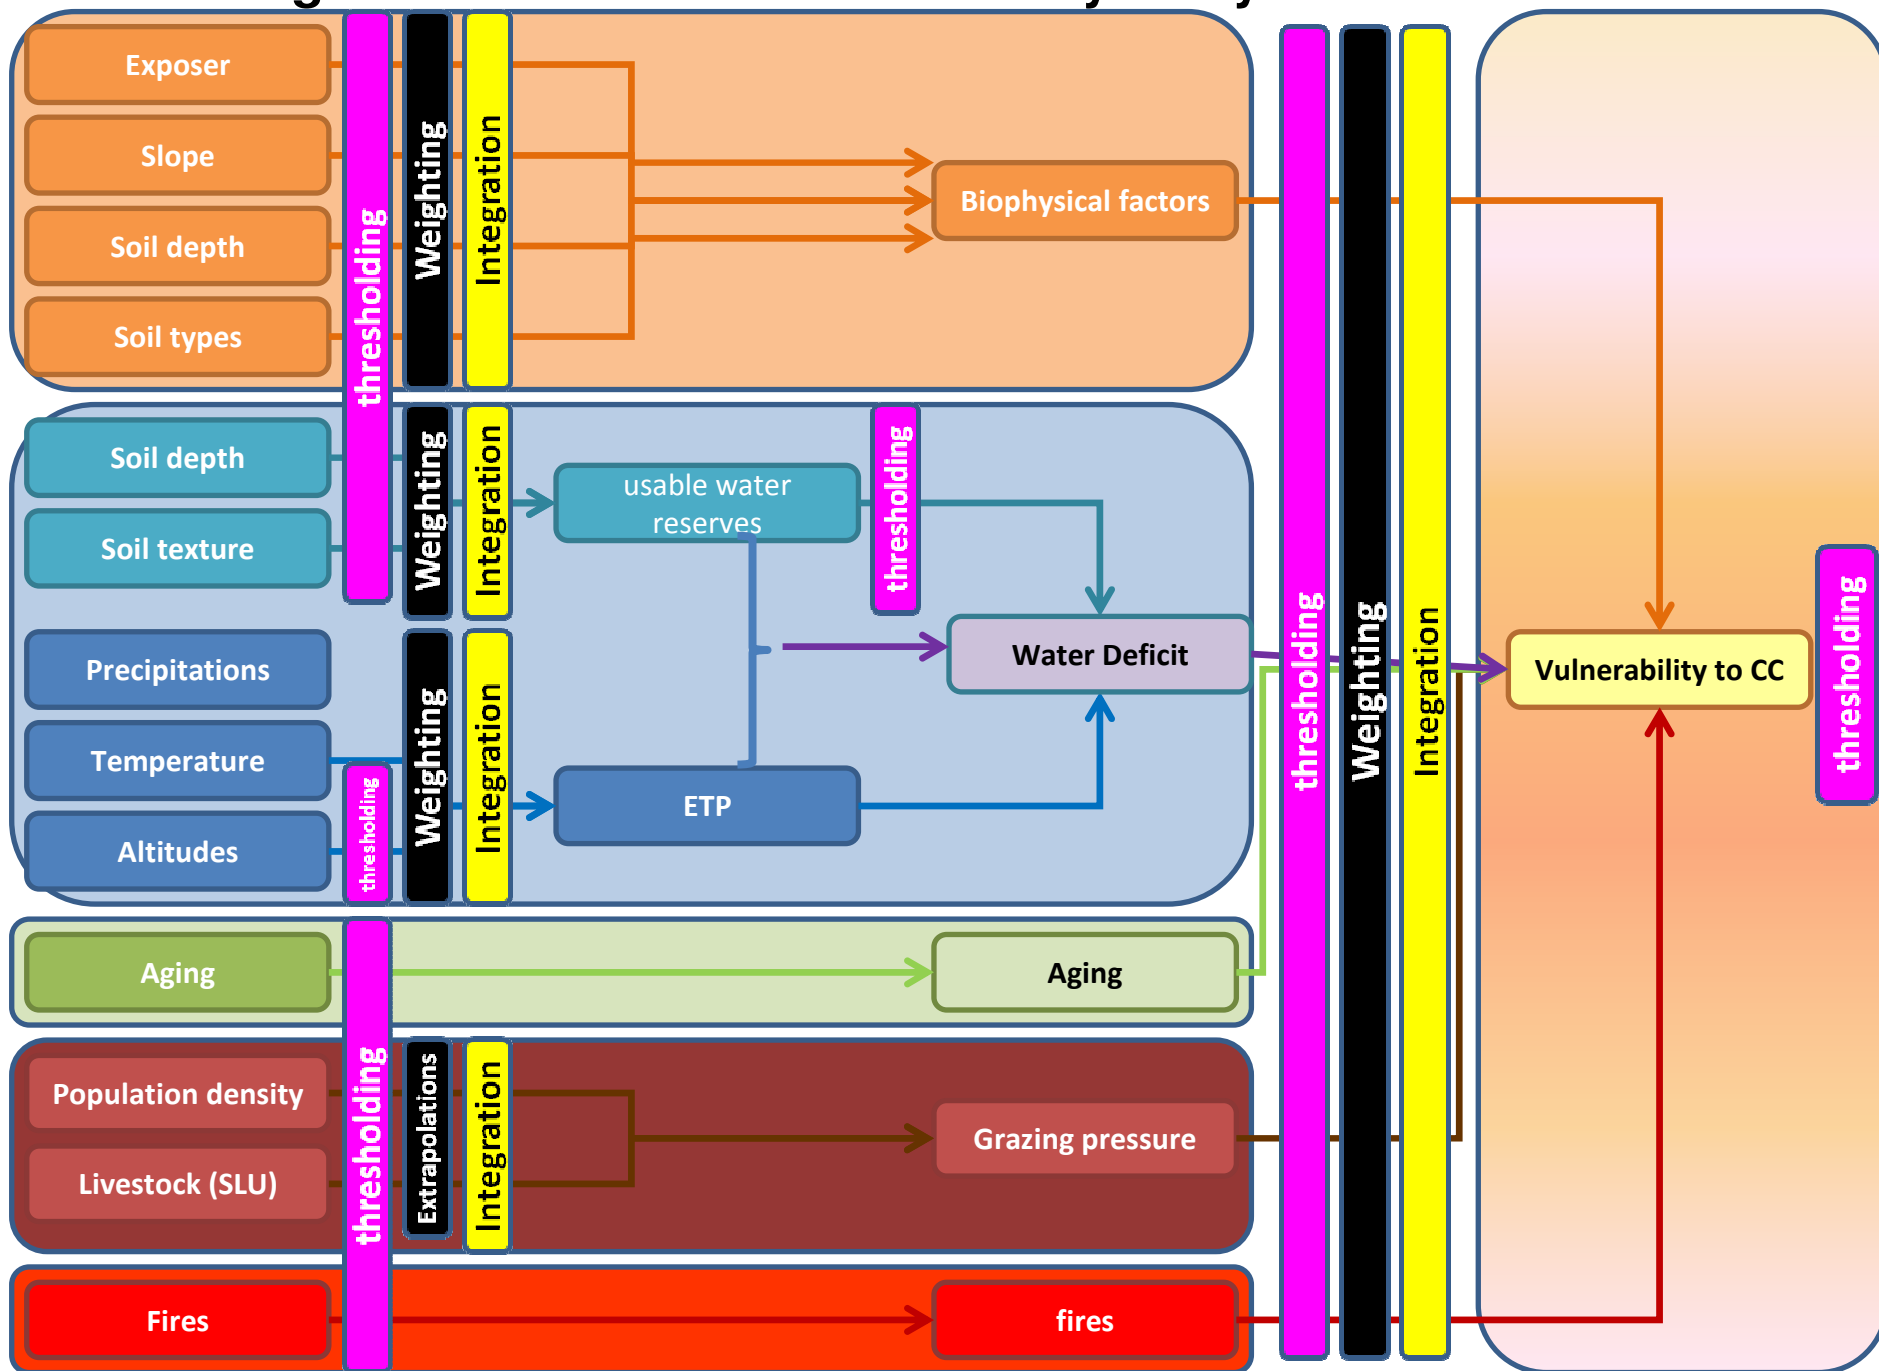 Exposer
Slope
Soil depth
Soil types
thresholding
Weighting
Integration
Biophysical factors
Soil depth
Soil texture
Weighting
Integration
usable water
reserves
thresholding
Precipitations
Temperature
Altitudes
thresholding
Weighting
Integration
ETP
Water Deficit
Aging
Aging
thresholding
Population density
Livestock (SLU)
Extrapolations
Integration
Grazing pressure
Fires
fires
thresholding
Weighting
Integration
Vulnerability to CC
thresholding